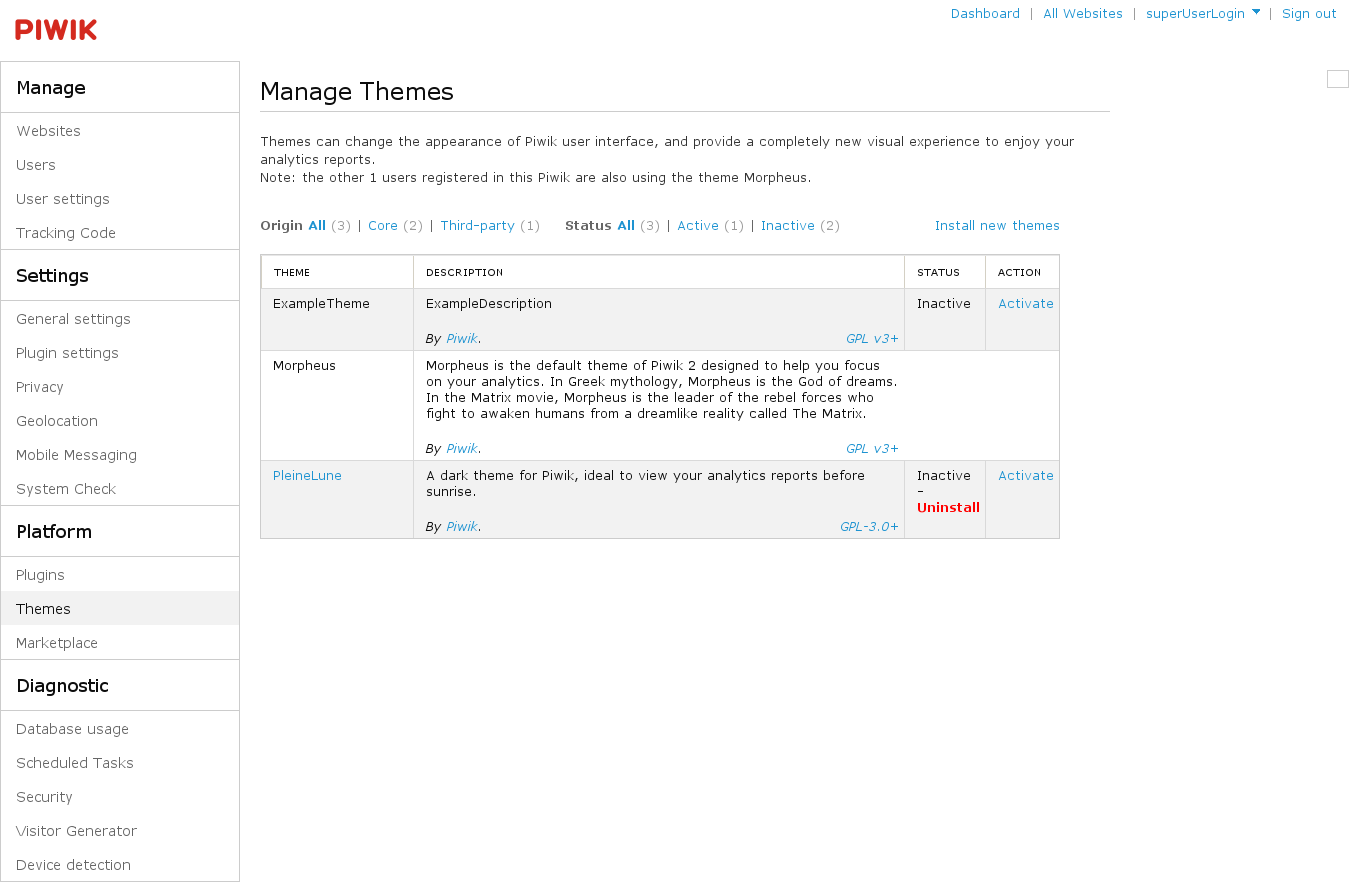 PIWIK
Dashboard | All Websites | superUserLogin | Sign out
Manage
Websites
Users
User settings
Tracking Code
Settings
General settings
Plugin settings
Privacy
Geolocation
Mobile Messaging
System Check
Platform
Plugins
Themes
Marketplace
Diagnostic
Database usage
Scheduled Tasks
Security
Visitor Generator
Device detection
Manage Themes
Themes can change the appearance of Piwik user interface, and provide a completely new visual experience to enjoy your
analytics reports.
Note: the other 1 users registered in this Piwik are also using the theme Morpheus.
Origin All (3) | Core (2) | Third-party (1) Status All (3) | Active (1) | Inactive (2) Install new themes
THEME DESCRIPTION STATUS ACTION
ExampleTheme ExampleDescription Inactive Activate
By Piwik. GPL v3+
Morpheus Morpheus is the default theme of Piwik 2 designed to help you focus
on your analytics. In Greek mythology, Morpheus is the God of dreams.
In the Matrix movie, Morpheus is the leader of the rebel forces who
fight to awaken humans from a dreamlike reality called The Matrix.
By Piwik. GPL v3+
PleineLune A dark theme for Piwik, ideal to view your analytics reports before Inactive Activate
sunrise. -
Uninstall
By Piwik. GPL-3.0+